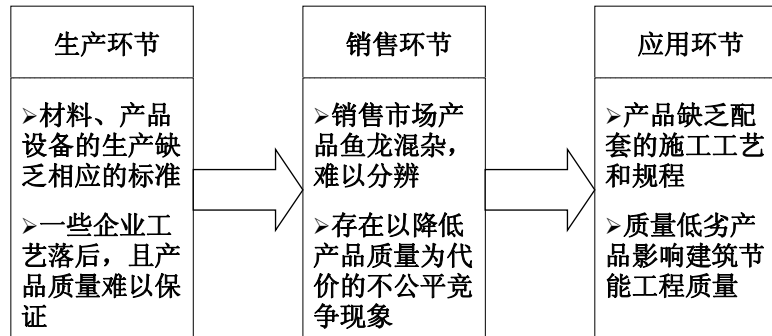 生产环节
➢材料、产品
设备的生产缺
乏相应的标准
➢一些企业工
艺落后，且产
品质量难以保
证
销售环节
➢销售市场产
品鱼龙混杂，
难以分辨
➢存在以降低
产品质量为代
价的不公平竞
争现象
应用环节
➢产品缺乏配
套的施工工艺
和规程
➢质量低劣产
品影响建筑节
能工程质量